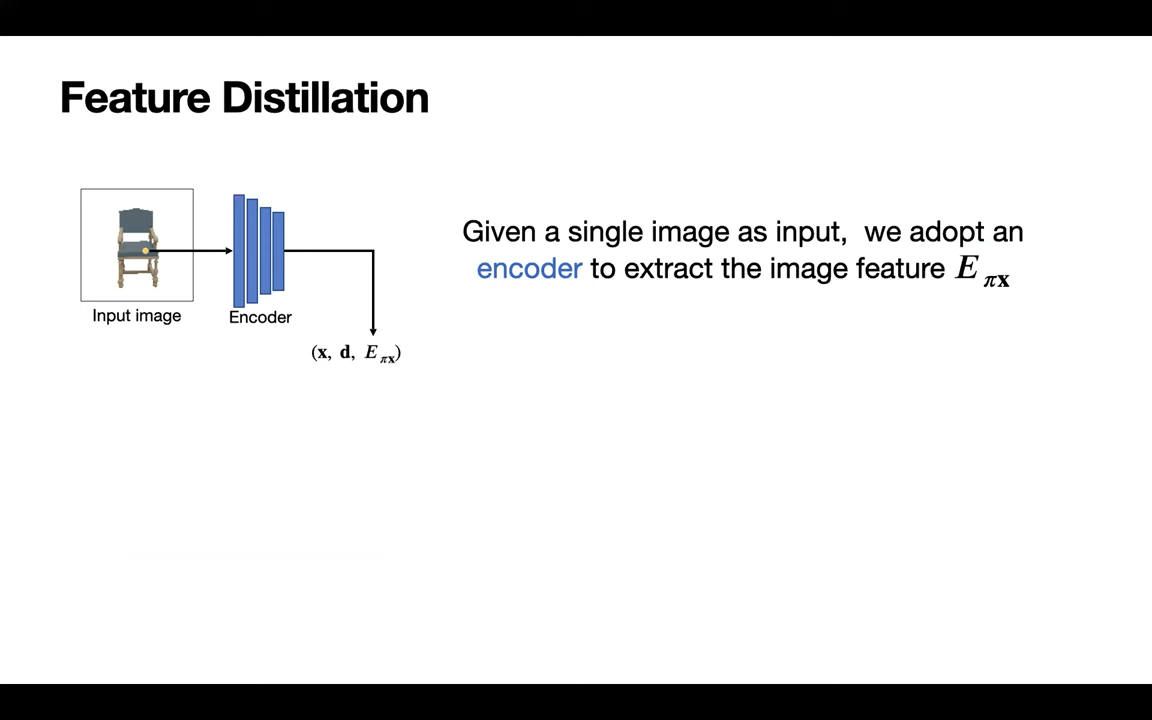 Feature Distillation
Given a single image as input, we adopt an
encoder to extract the image feature E πx
Input image
Encoder
(x, d, E πx)